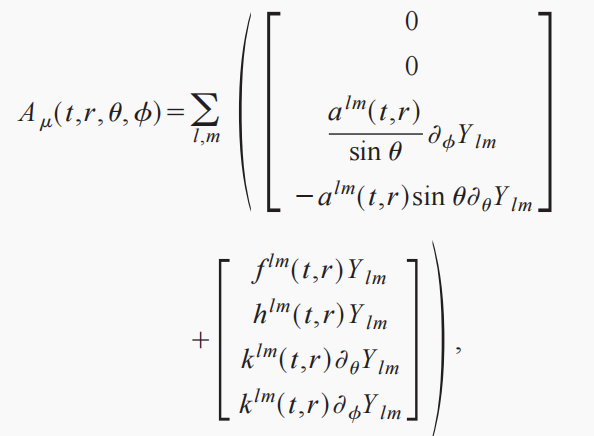 A_μ(t,r,θ,ϕ) = ∑_{l,m} ( [ 0
0
\frac{a^{lm}(t,r)}{sin θ} ∂_ϕ Y_{lm}
−a^{lm}(t,r) sin θ ∂_θ Y_{lm} ]
+ [ f^{lm}(t,r) Y_{lm}
h^{lm}(t,r) Y_{lm}
k^{lm}(t,r) ∂_θ Y_{lm}
k^{lm}(t,r) ∂_ϕ Y_{lm} ] ),